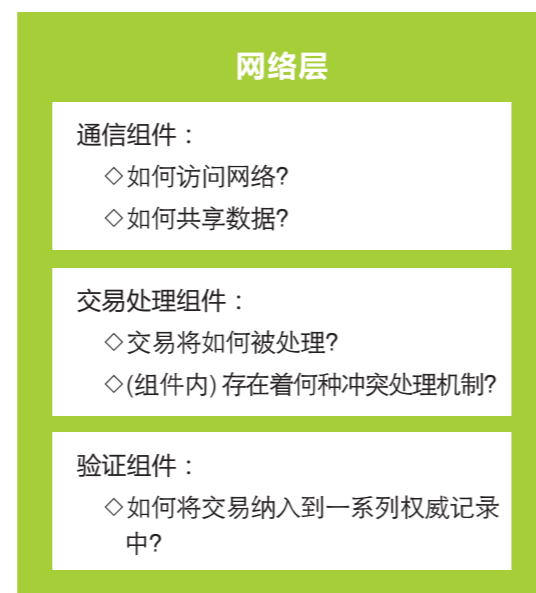 网络层
通信组件：
◇如何访问网络?
◇如何共享数据?
交易处理组件：
◇交易将如何被处理?
◇(组件内) 存在着何种冲突处理机制?
验证组件：
◇如何将交易纳入到一系列权威记录
中?